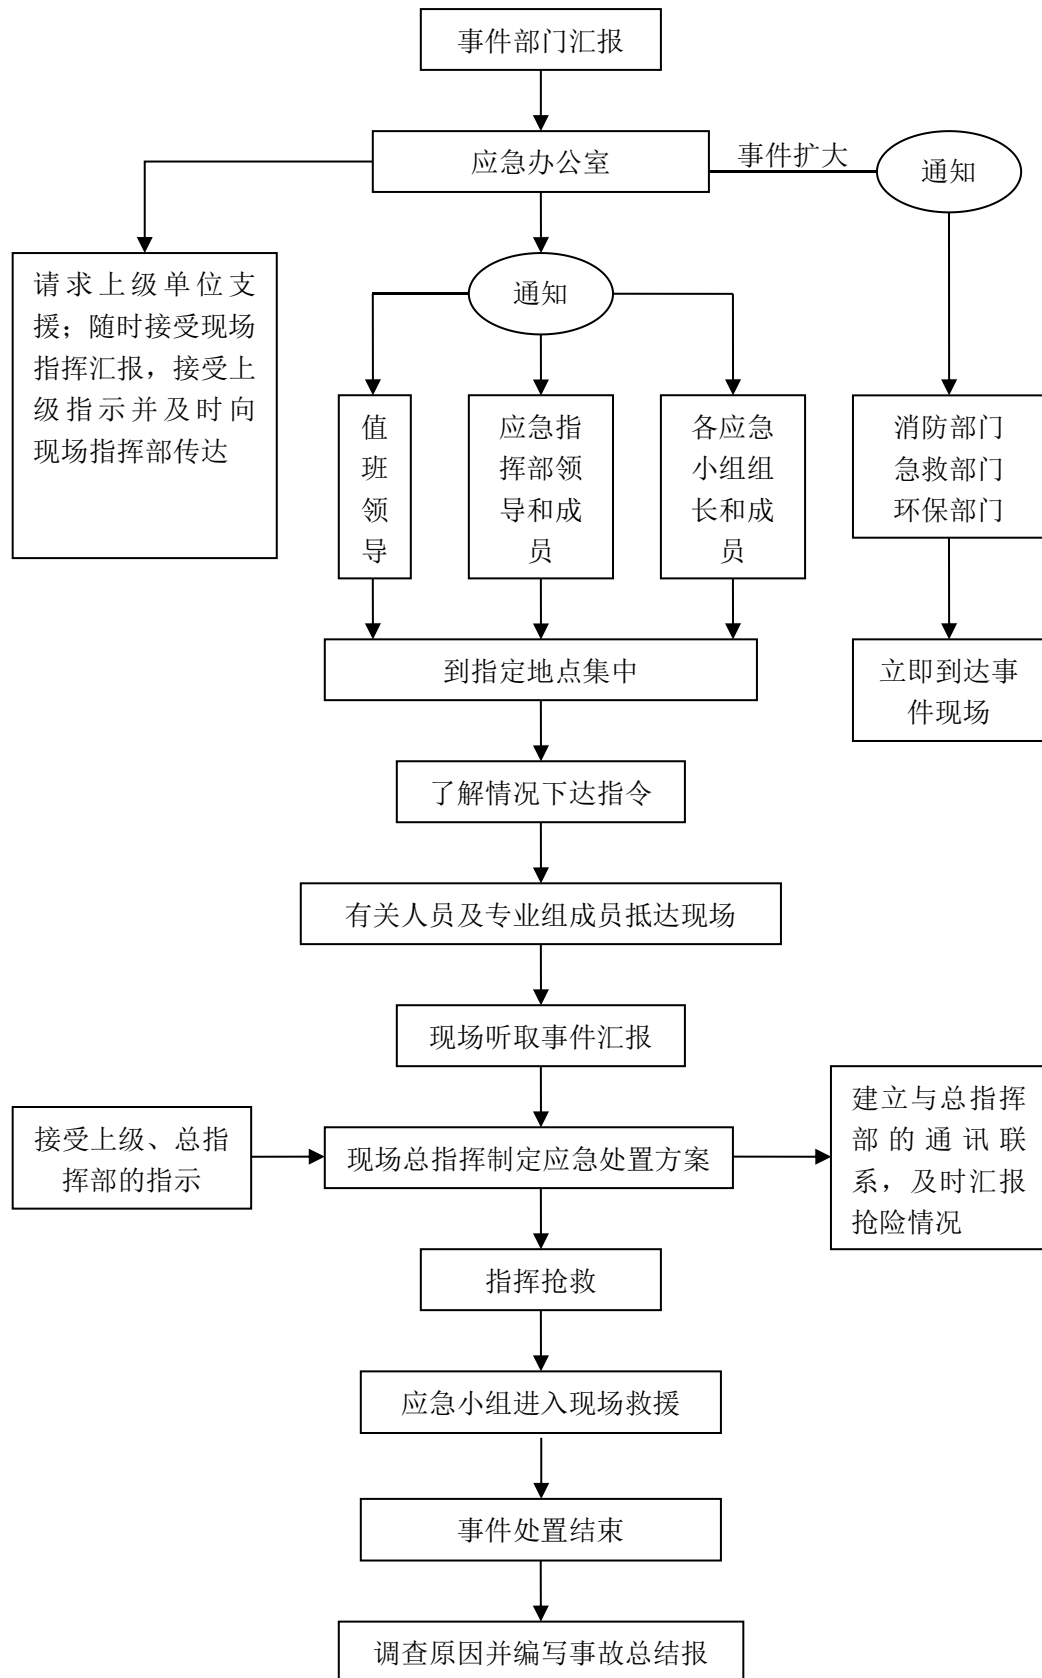 事件部门汇报
应急办公室
事件扩大
通知
请求上级单位支
援；随时接受现场
指挥汇报，接受上
级指示并及时向
现场指挥部传达
通知
值
班
领
导
应急指
挥部领
导和成
员
各应急
小组组
长和成
员
消防部门
急救部门
环保部门
到指定地点集中
立即到达事
件现场
了解情况下达指令
有关人员及专业组成员抵达现场
现场听取事件汇报
接受上级、总指
挥部的指示
现场总指挥制定应急处置方案
建立与总指挥
部的通讯联
系，及时汇报
抢险情况
指挥抢救
应急小组进入现场救援
事件处置结束
调查原因并编写事故总结报